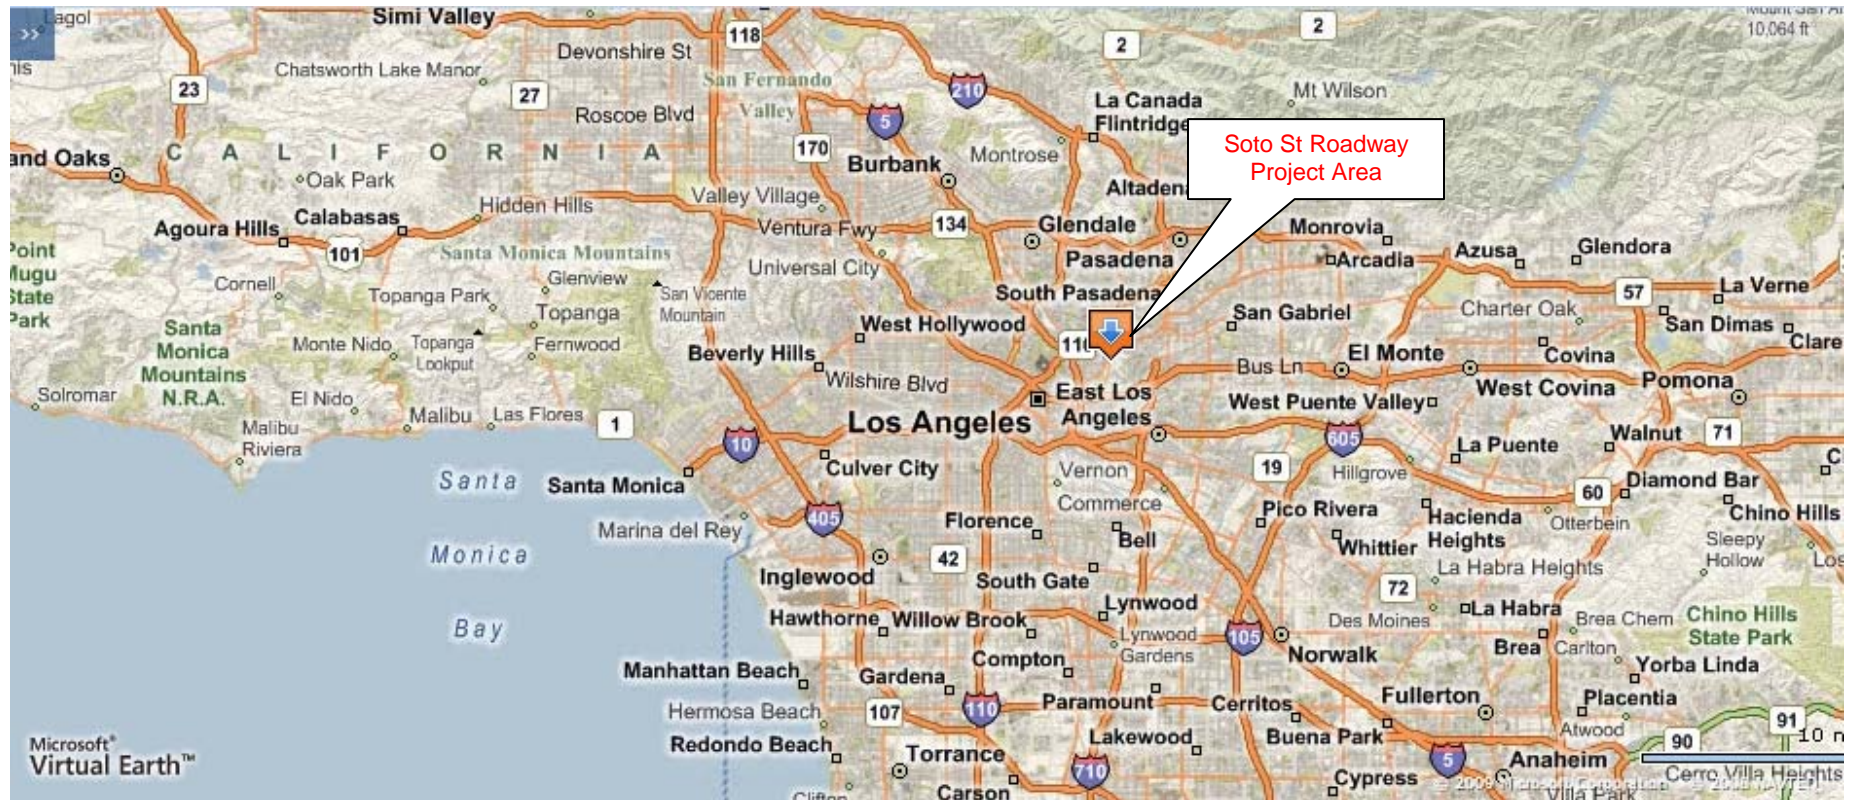 Simi Valley
118
2
2
10,064 ft
Devonshire St
Chatsworth Lake Manor
San Fernando
Valley
23
27
210
Mt Wilson
La Canada
Flintridge
Roscoe Blvd
5
Soto St Roadway
Project Area
CALIFORNIA
170
Montrose
and Oaks
Burbank
Oak Park
Altadena
Valley Village
Hidden Hills
Calabasas
Agoura Hills
Ventura Fwy
134
Glendale
Monrovia
101
Santa Monica Mountains
Pasadena
Arcadia
Azusa
Glendora
Point
Mugu
State
Park
Universal City
Cornell
Glenview
San Vicente
Mountain
Topanga Park
South Pasadena
57
La Verne
Topanga
San Gabriel
Charter Oak
San Dimas
Santa
Monica
Mountains
N.R.A.
West Hollywood
Monte Nido
Topanga
Lookput
Fernwood
110
Beverly Hills
Bus Ln
El Monte
Covina
Clare
Wilshire Blvd
Solromar
El Nido
East Los
Angeles
West Covina
Pomona
West Puente Valley
Malibu
Las Flores
1
Los Angeles
Malibu
Riviera
10
605
La Puente
Walnut
71
Culver City
Vernon
19
Hillgrove
Santa
Monica
Bay
Santa Monica
Commerce
60
Diamond Bar
405
Pico Rivera
Hacienda
Heights
Otterbein
Chino Hills
Marina del Rey
Florence
Bell
Whittier
Sleepy
Hollow
Los
42
Inglewood
South Gate
La Habra Heights
72
Lynwood
La Habra
Hawthorne
Willow Brook
Des Moines
Brea Chem
Chino Hills
State Park
Lynwood
Gardens
105
Norwalk
Brea
Carlton
Compton
Yorba Linda
Manhattan Beach
Gardena
Paramount
Cerritos
Fullerton
Placentia
Hermosa Beach
107
110
91
Atwood
90
Redondo Beach
Lakewood
Buena Park
Torrance
Anaheim
710
5
Cerro Villa Heights
Cypress
Villa Park
Carson
Microsoft®
Virtual Earth™